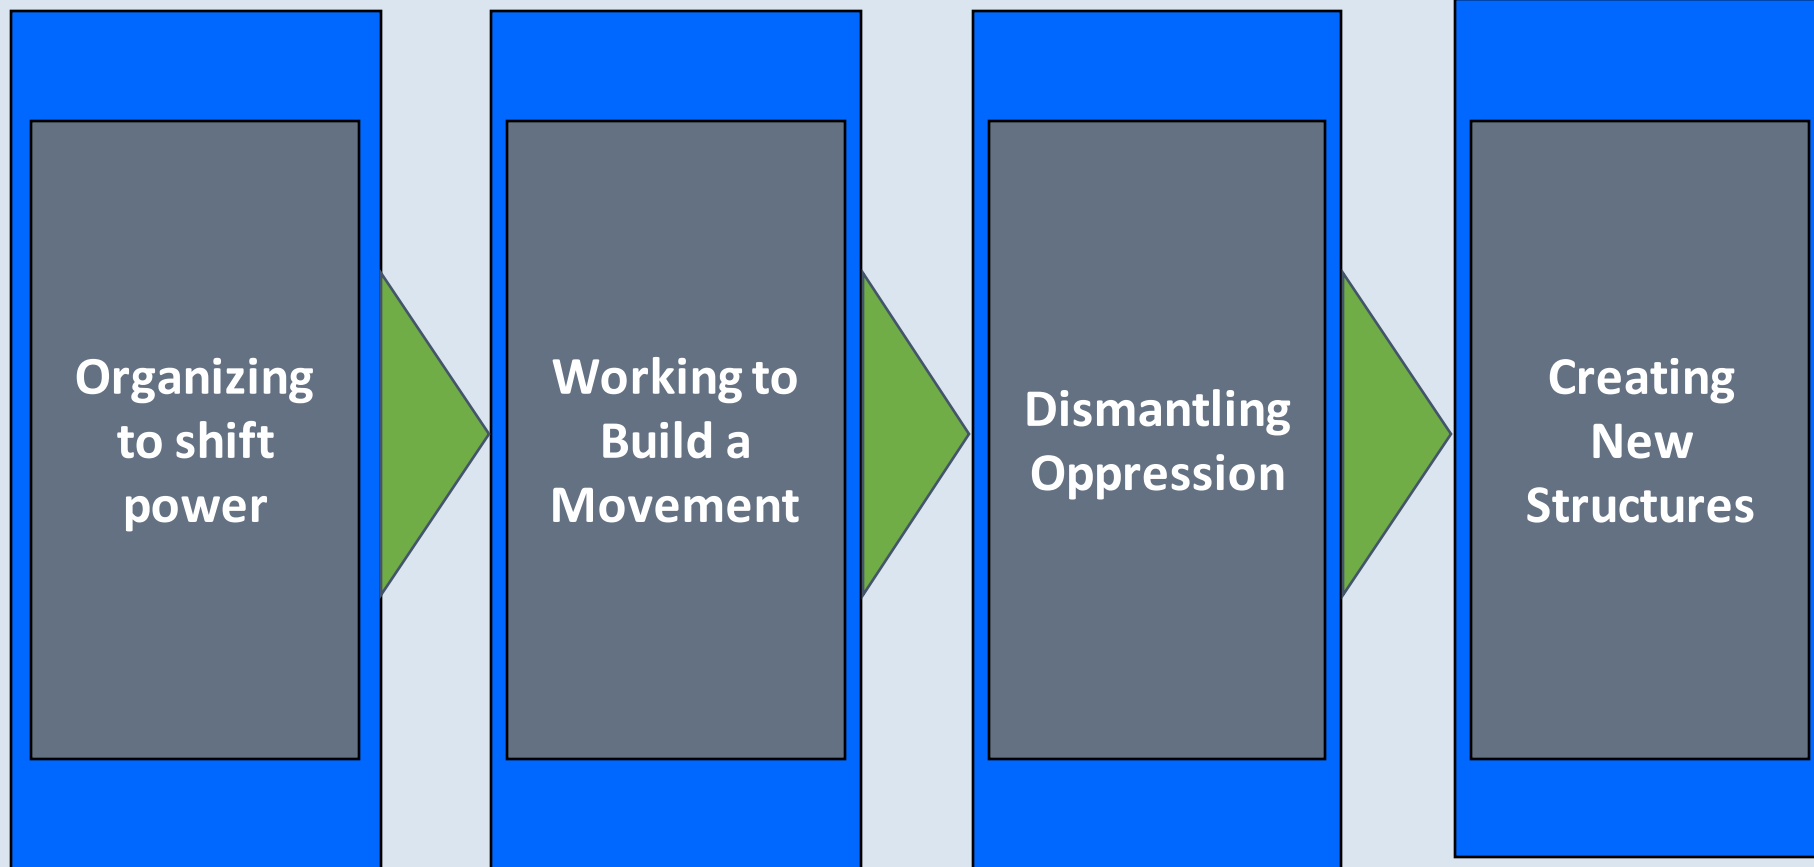 Organizing
to shift
power
Working to
Build a
Movement
Dismantling
Oppression
Creating
New
Structures